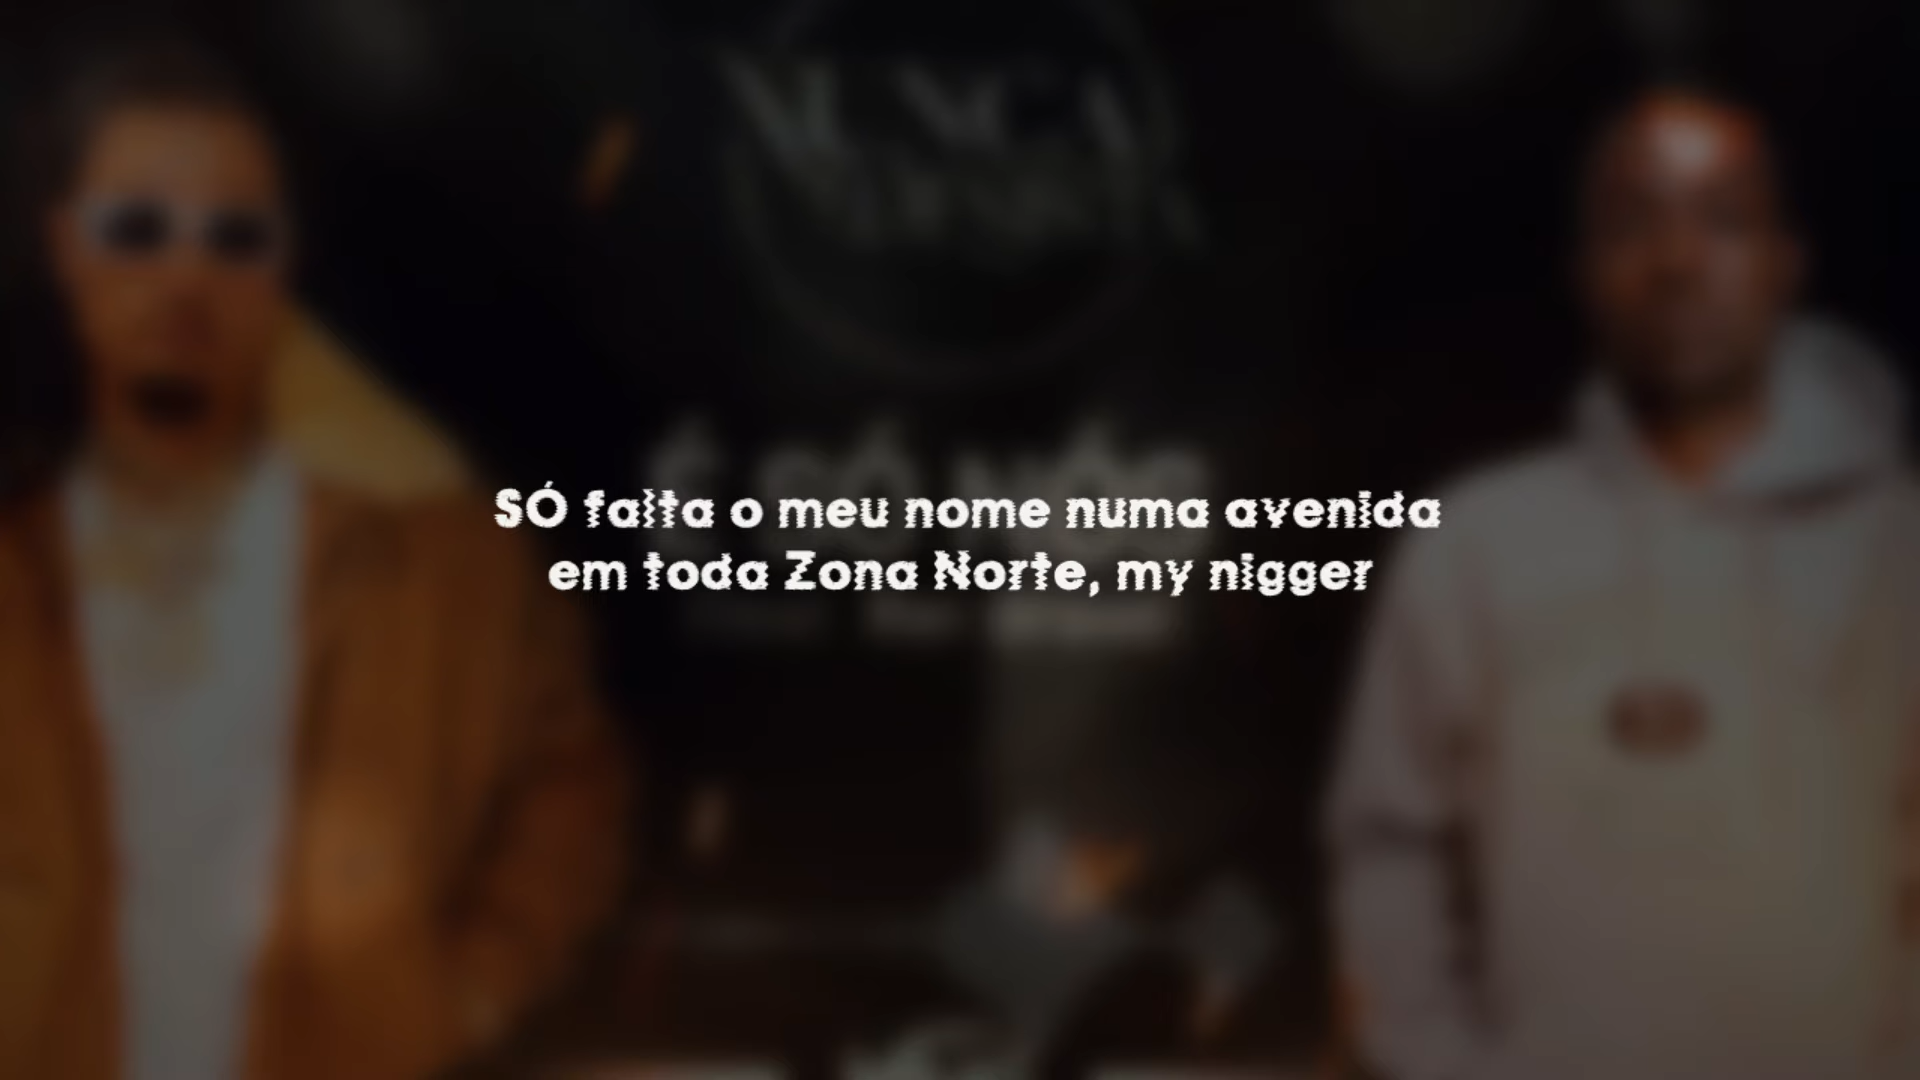 SÓ falta o meu nome numa avenida
em toda Zona Norte, my nigger